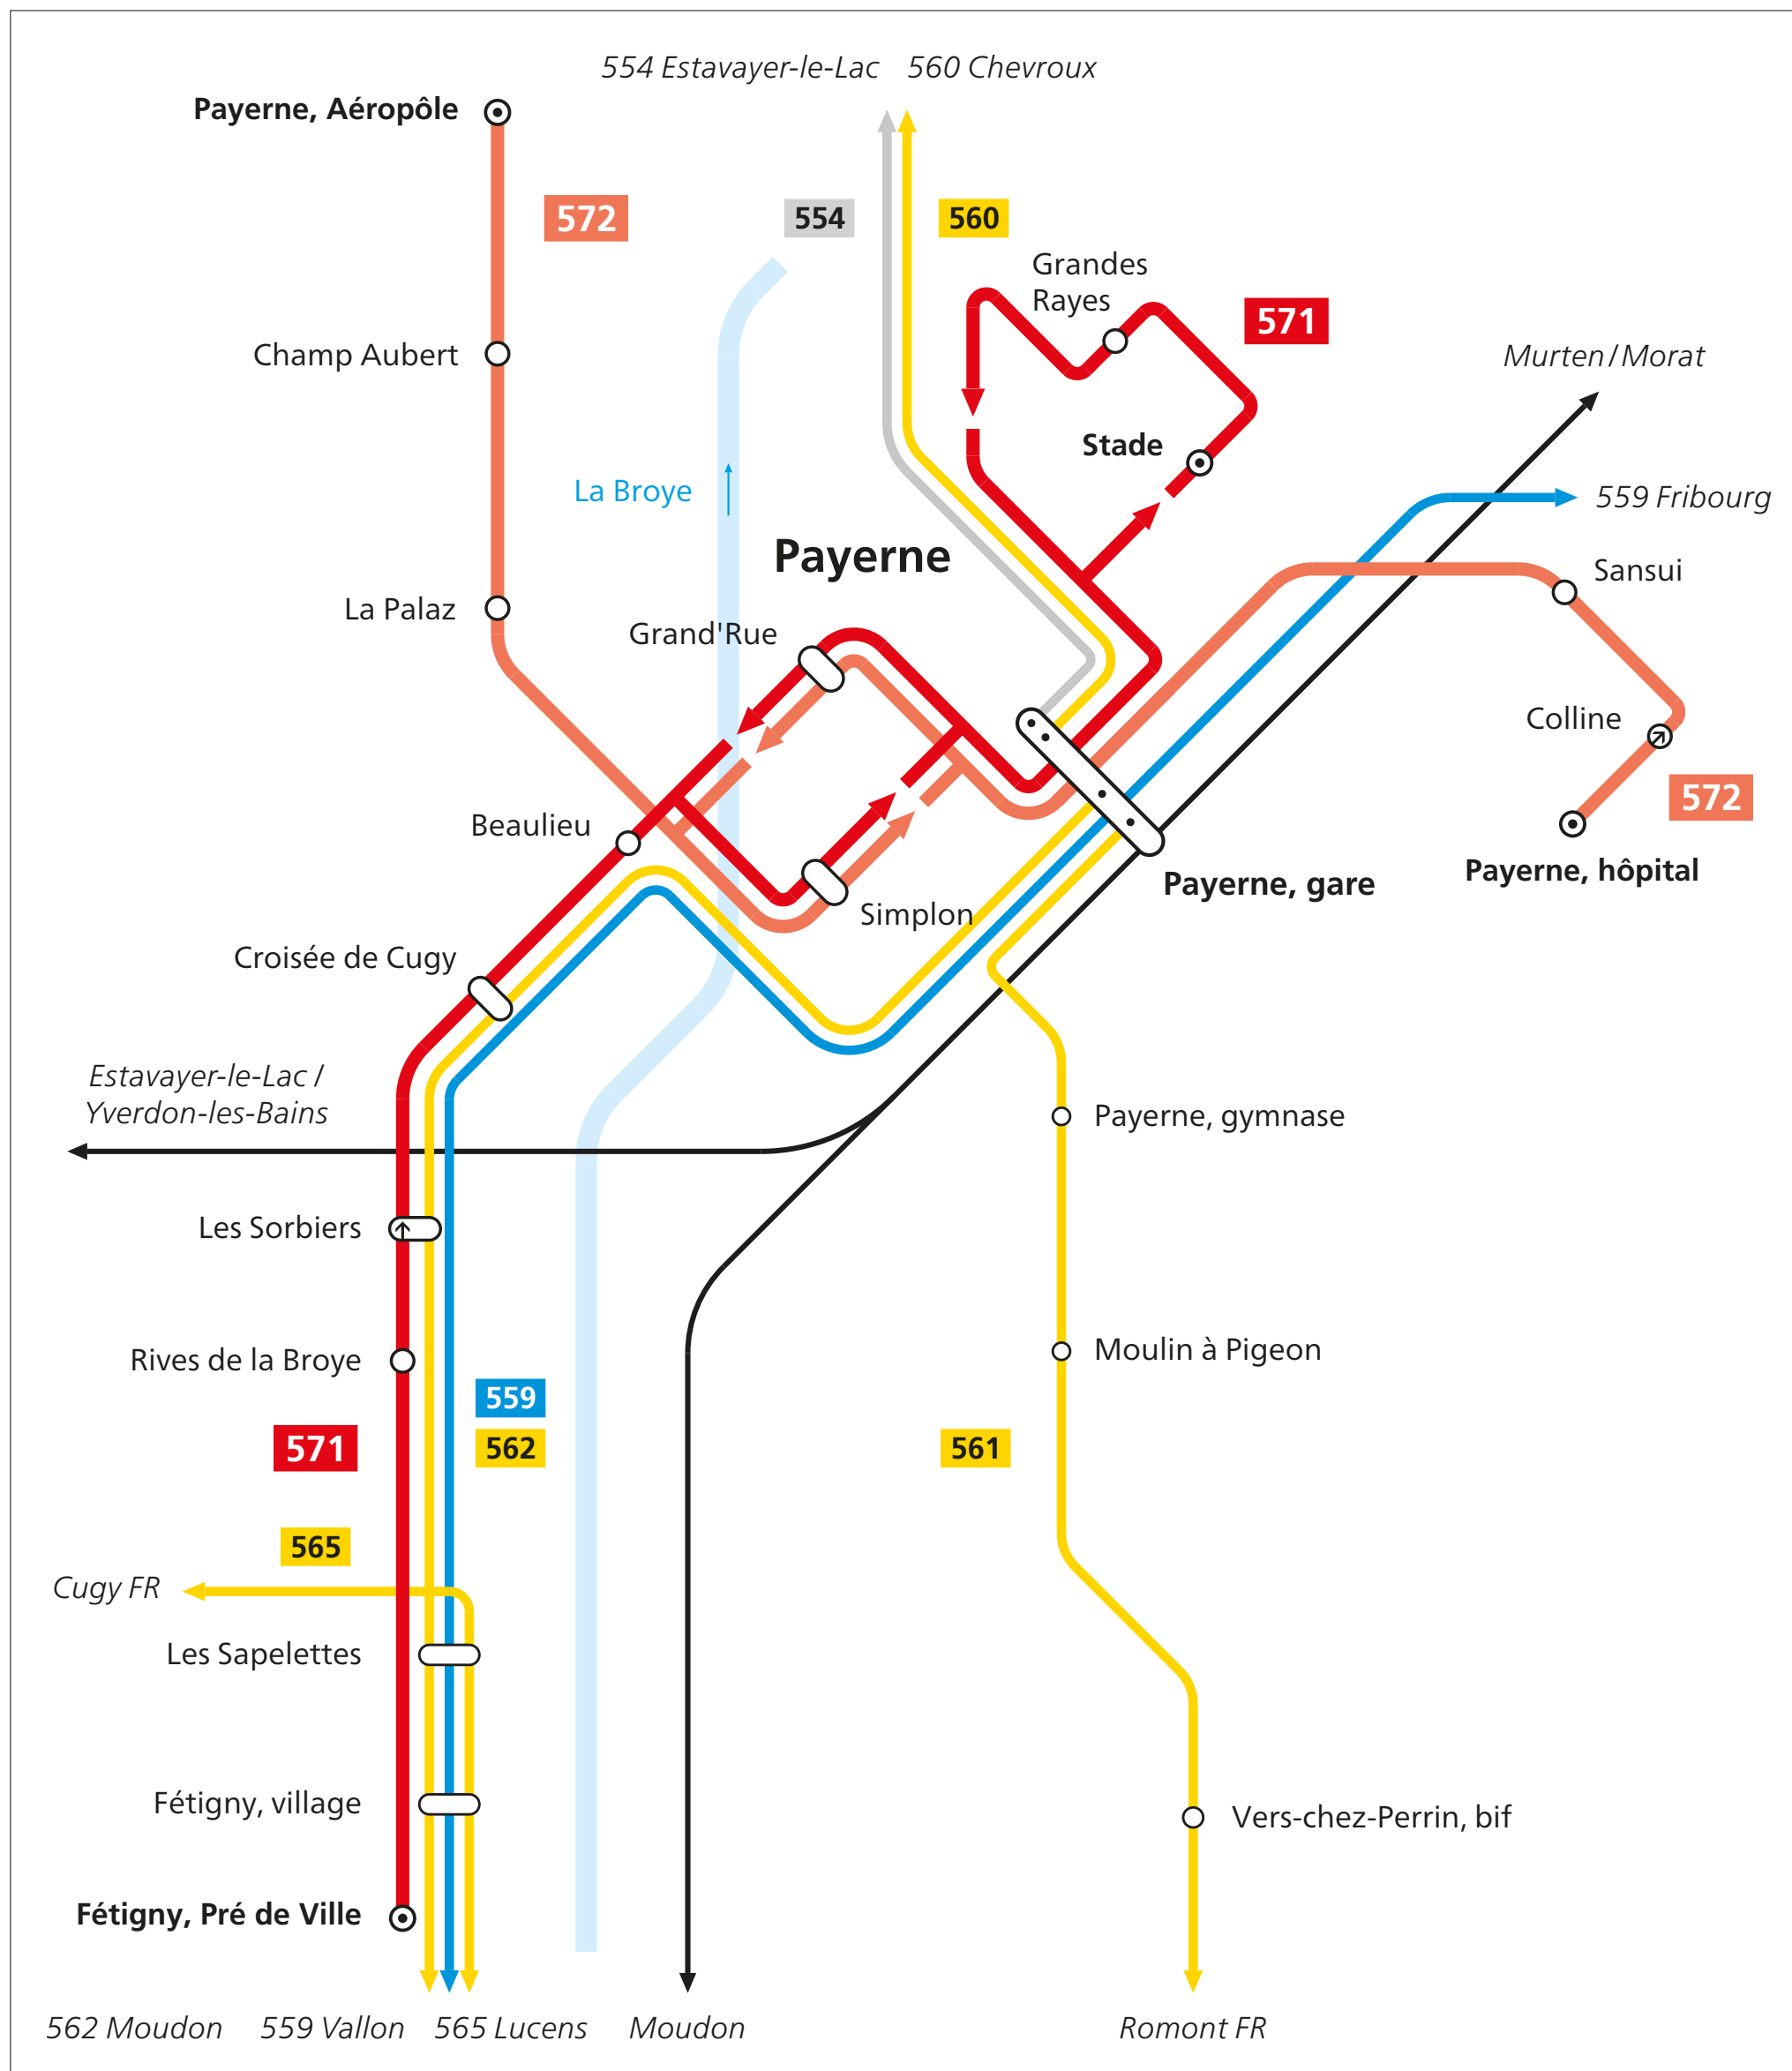 554 Estavayer-le-Lac
560 Chevroux
Payerne, Aéropôle
572
554
560
Grandes
Rayes
571
Murten/Morat
Champ Aubert
Stade
La Broye
559 Fribourg
Payerne
Sansui
La Palaz
Grand'Rue
Colline
572
Beaulieu
Payerne, hôpital
Payerne, gare
Simplon
Croisée de Cugy
Estavayer-le-Lac /
Yverdon-les-Bains
Payerne, gymnase
Les Sorbiers
Moulin à Pigeon
Rives de la Broye
559
571
562
561
565
Cugy FR
Les Sapelettes
Fétigny, village
Vers-chez-Perrin, bif
Fétigny, Pré de Ville
562 Moudon
559 Vallon
565 Lucens
Moudon
Romont FR